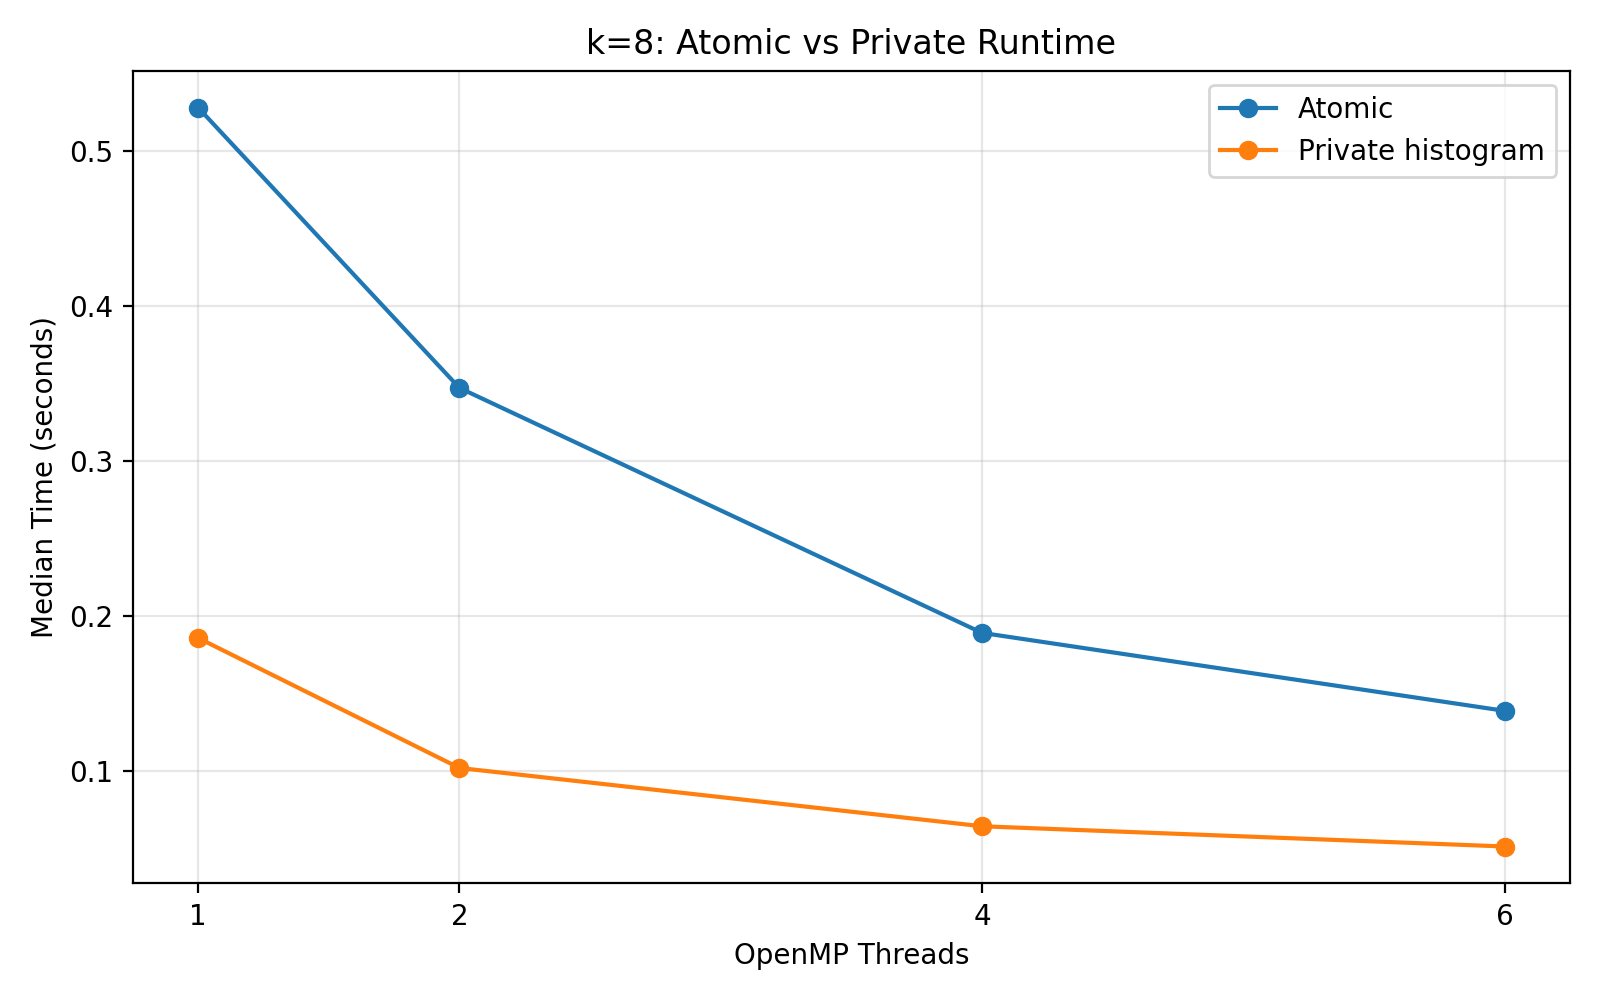 k=8: Atomic vs Private Runtime
Atomic
Private histogram
Median Time (seconds)
0.5
0.4
0.3
0.2
0.1
1
2
4
6
OpenMP Threads